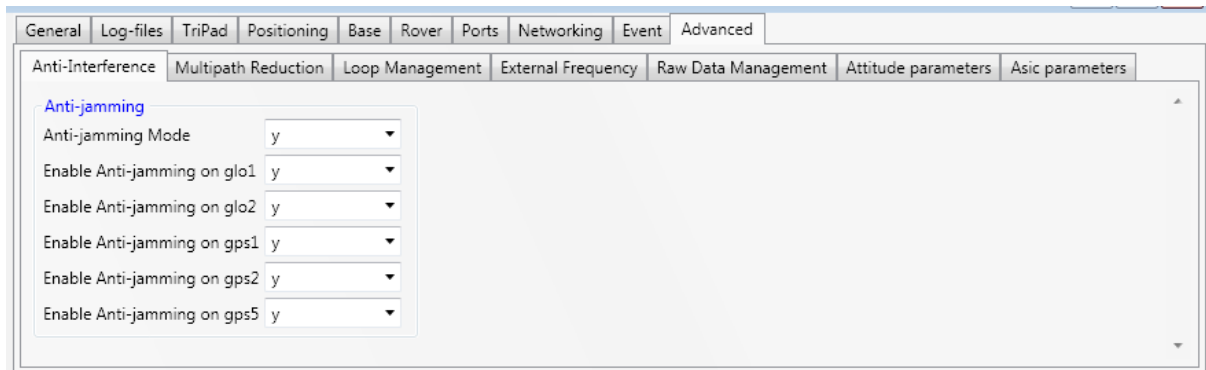 General Log-files TriPad Positioning Base Rover Ports Networking Event Advanced
Anti-Interference Multipath Reduction Loop Management External Frequency Raw Data Management Attitude parameters Asic parameters
Anti-jamming
Anti-jamming Mode y
Enable Anti-jamming on glo1 y
Enable Anti-jamming on glo2 y
Enable Anti-jamming on gps1 y
Enable Anti-jamming on gps2 y
Enable Anti-jamming on gps5 y